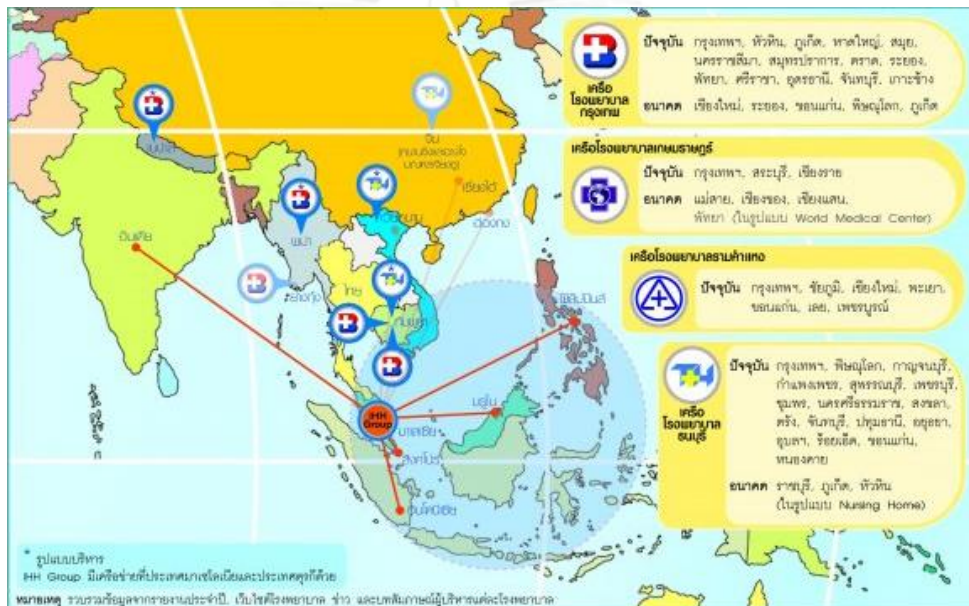 ปัจจุบัน กรุงเทพฯ, หัวหิน, ภูเก็ต, หาดใหญ่, สมุย,
นครราชสีมา, สมุทรปราการ, ตราด, ระยอง,
พัทยา, ศรีราชา, อุดรธานี, จันทบุรี, เกาะช้าง
อนาคต เชียงใหม่, ระยอง, ขอนแก่น, พิษณุโลก, ภูเก็ต
เครือ
โรงพยาบาล
กรุงเทพ
เครือโรงพยาบาลเกษมราษฎร์
ปัจจุบัน กรุงเทพฯ, สระบุรี, เชียงราย
อนาคต แม่สาย, เชียงของ, เชียงแสน,
พัทยา (ในรูปแบบ World Medical Center)
เครือโรงพยาบาลรามคำแหง
ปัจจุบัน กรุงเทพฯ, ชัยภูมิ, เชียงใหม่, พะเยา,
ขอนแก่น, เลย, เพชรบูรณ์
ปัจจุบัน กรุงเทพฯ, พิษณุโลก, กาญจนบุรี,
กำแพงเพชร, สุพรรณบุรี, เพชรบุรี,
ชุมพร, นครศรีธรรมราช, สงขลา,
ตรัง, จันทบุรี, ปทุมธานี, อยุธยา,
อุบลฯ, ร้อยเอ็ด, ขอนแก่น,
หนองคาย
อนาคต ราชบุรี, ภูเก็ต, หัวหิน
(ในรูปแบบ Nursing Home)
เครือ
โรงพยาบาล
ธนบุรี
เนปาล
จีน
เซี่ยงไฮ้
ฮ่องกง
อินเดีย
พม่า
ย่างกุ้ง
ไทย
กัมพูชา
ฟิลิปปินส์
บรูไน
IHH
Group
มาเลเซีย
สิงคโปร์
อินโดนีเซีย
* รูปแบบบริหาร
IHH Group มีเครือข่ายที่ประเทศมาเซโดเนียและประเทศตุรกีด้วย
หมายเหตุ รวบรวมข้อมูลจากรายงานประจำปี, เว็บไซต์โรงพยาบาล ข่าว และบทสัมภาษณ์ผู้บริหารแต่ละโรงพยาบาล